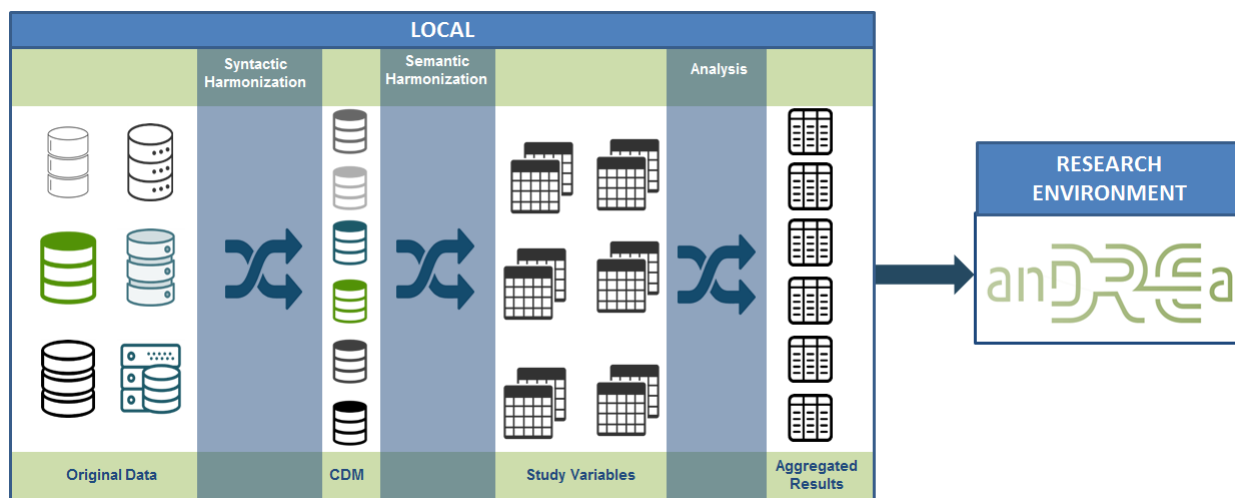 LOCAL
Syntactic
Harmonization
Semantic
Harmonization
Analysis
RESEARCH
ENVIRONMENT
anDREa
Original Data
CDM
Study Variables
Aggregated
Results